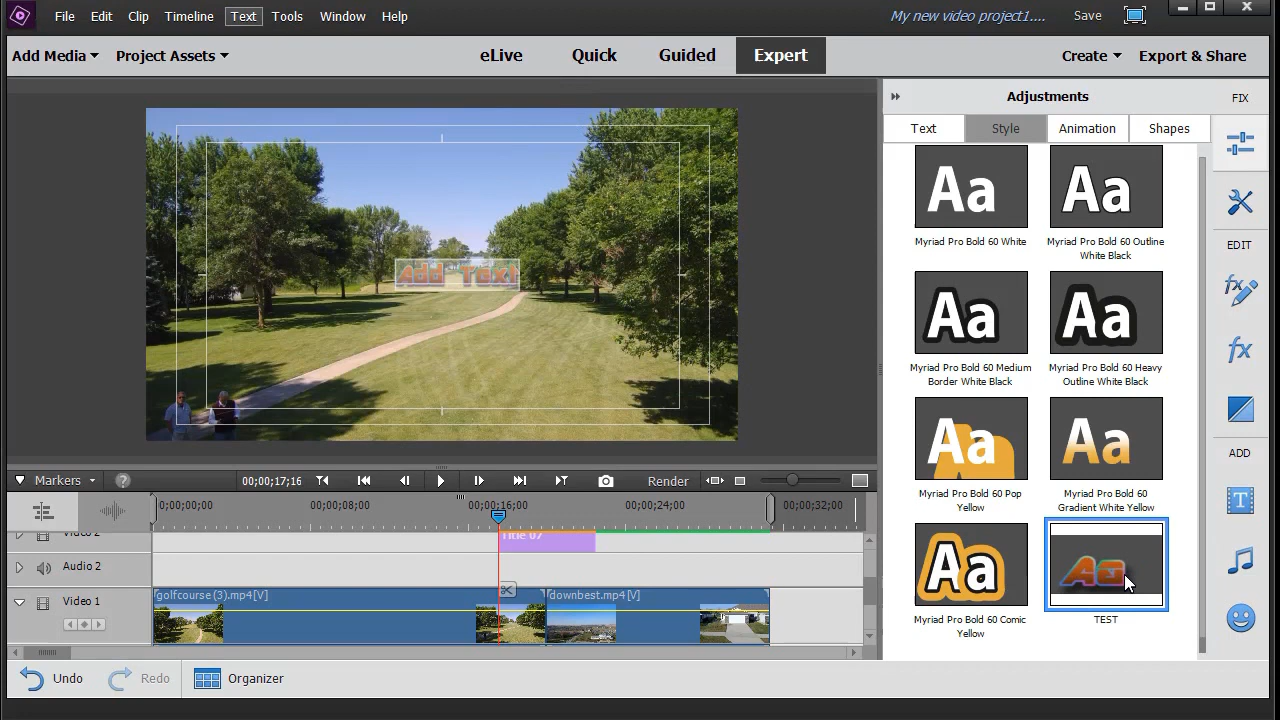 File Edit Clip Timeline Text Tools Window Help My new video project1.... Save
Add Media Project Assets eLive Quick Guided Expert Create Export & Share
Adjustments FIX
Text Style Animation Shapes
Aa Aa
Myriad Pro Bold 60 White
Myriad Pro Bold 60 Outline
White Black
EDIT
Add Text
Aa Aa
Myriad Pro Bold 60 Medium
Border White Black
Myriad Pro Bold 60 Heavy
Outline White Black
fx
fx
Aa Aa
ADD
Myriad Pro Bold 60 Pop
Yellow
Myriad Pro Bold 60
Gradient White Yellow
T
Markers ? 00;00;17;16 Render
;00;00;00 00;00;08;00 00;00;16;00 00;00;24;00 00;00;32;00
Video 2 Title 07
Audio 2
Video 1 golfcourse (3).mp4[V] downbest.mp4[V]
Aa Aa
Myriad Pro Bold 60 Comic
Yellow
TEST
Undo Redo Organizer